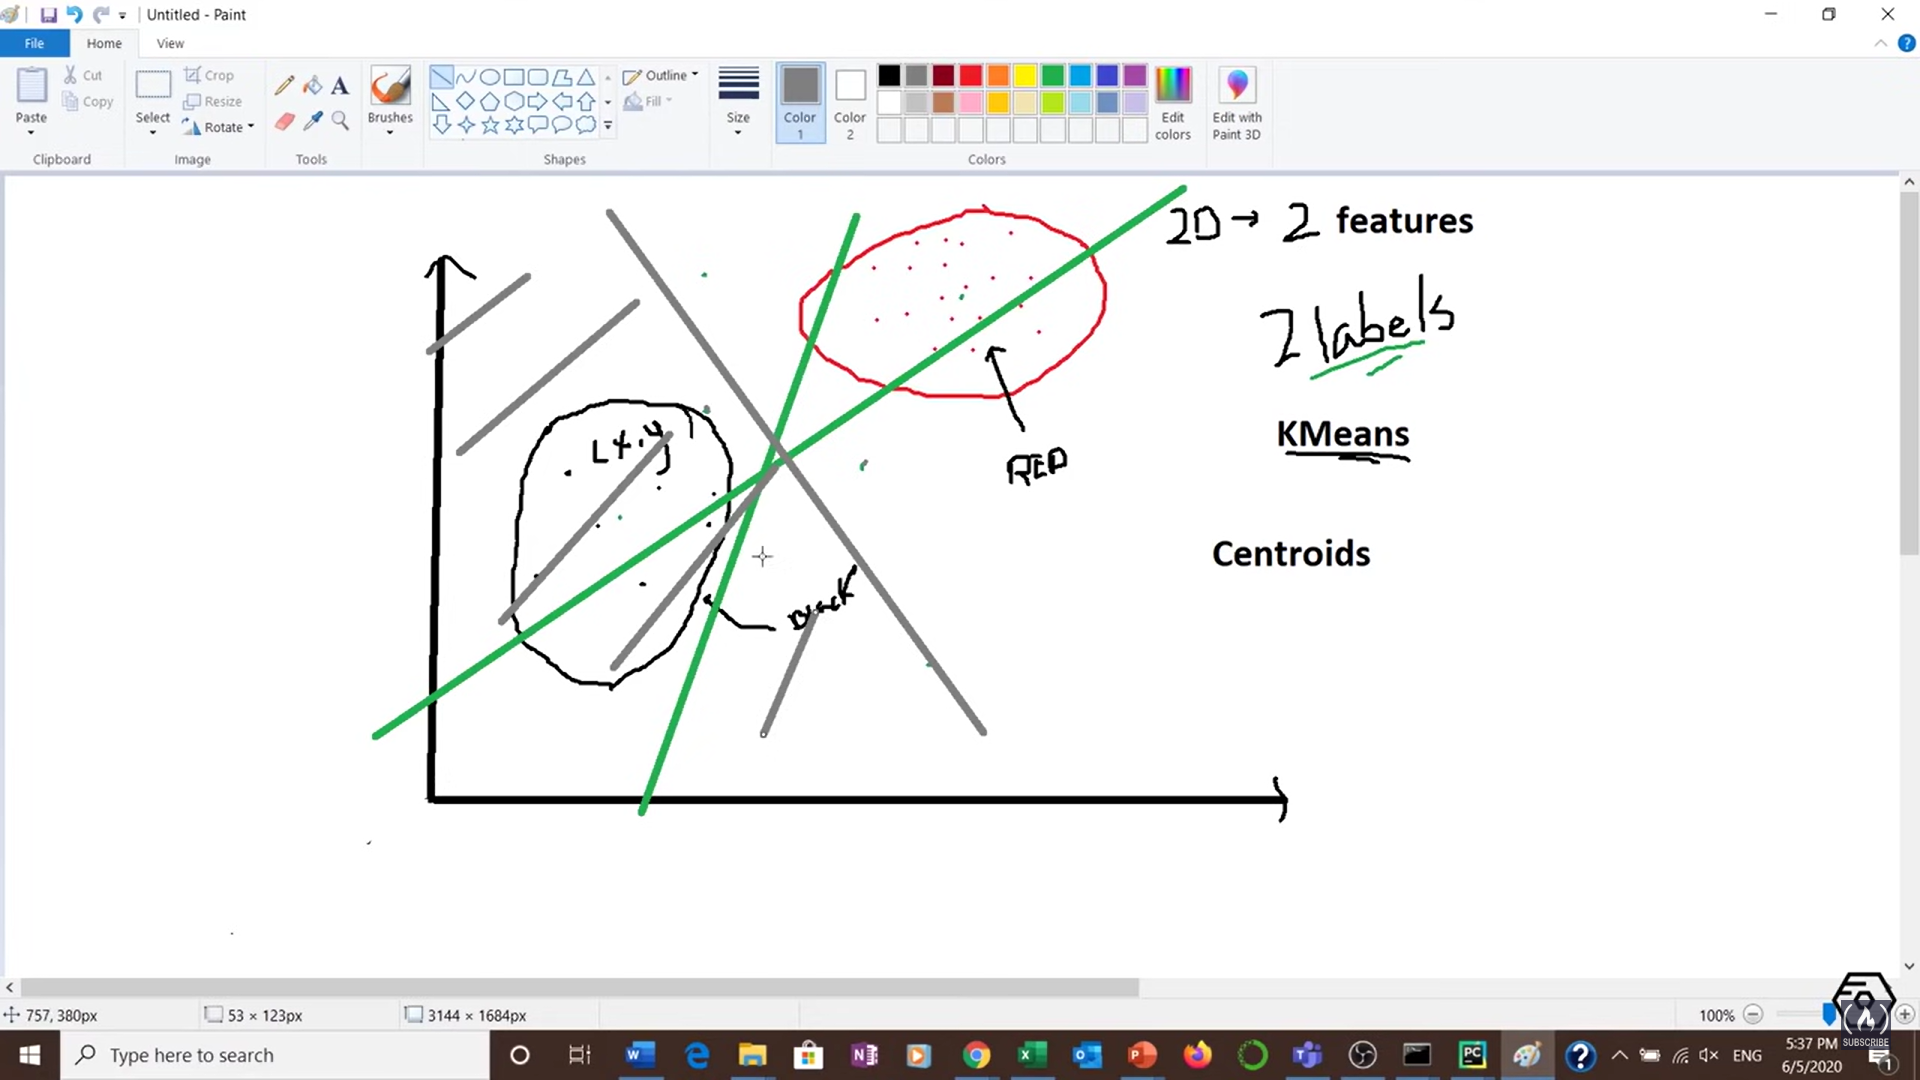 Untitled - Paint
File Home View
Paste
Cut
Copy
Clipboard
Select
Crop
Resize
Rotate
Image
Tools
Brushes
Shapes
Outline
Fill
Size
Color 1
Color 2
Edit colors
Colors
Edit with Paint 3D
2D → 2 features
2 labels
KMeans
Centroids
RED
Black
757, 380px
53 × 123px
3144 × 1684px
100%
SUBSCRIBE
Type here to search
ENG
5:37 PM
6/5/2020
1